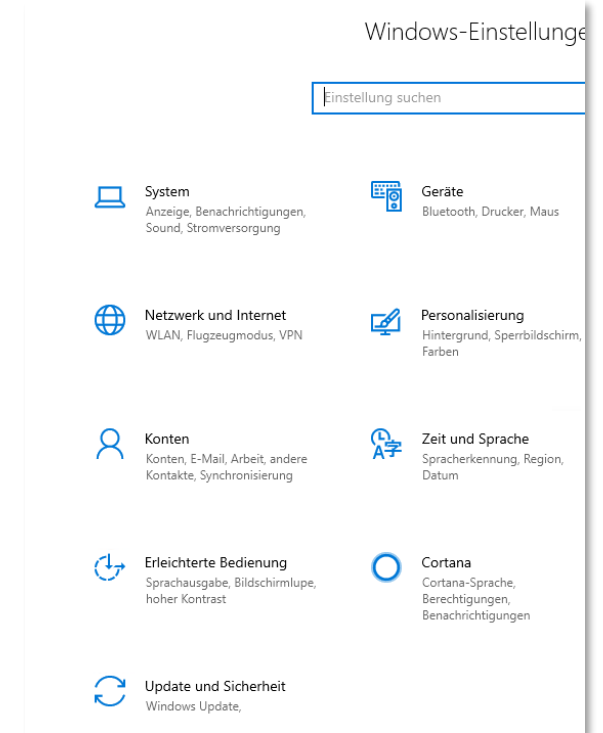 Windows-Einstellunge
Einstellung suchen
System
Anzeige, Benachrichtigungen,
Sound, Stromversorgung
Geräte
Bluetooth, Drucker, Maus
Netzwerk und Internet
WLAN, Flugzeugmodus, VPN
Personalisierung
Hintergrund, Sperrbildschirm,
Farben
Konten
Konten, E-Mail, Arbeit, andere
Kontakte, Synchronisierung
Zeit und Sprache
Spracherkennung, Region,
Datum
Erleichterte Bedienung
Sprachausgabe, Bildschirmlupe,
hoher Kontrast
Cortana
Cortana-Sprache,
Berechtigungen,
Benachrichtigungen
Update und Sicherheit
Windows Update,